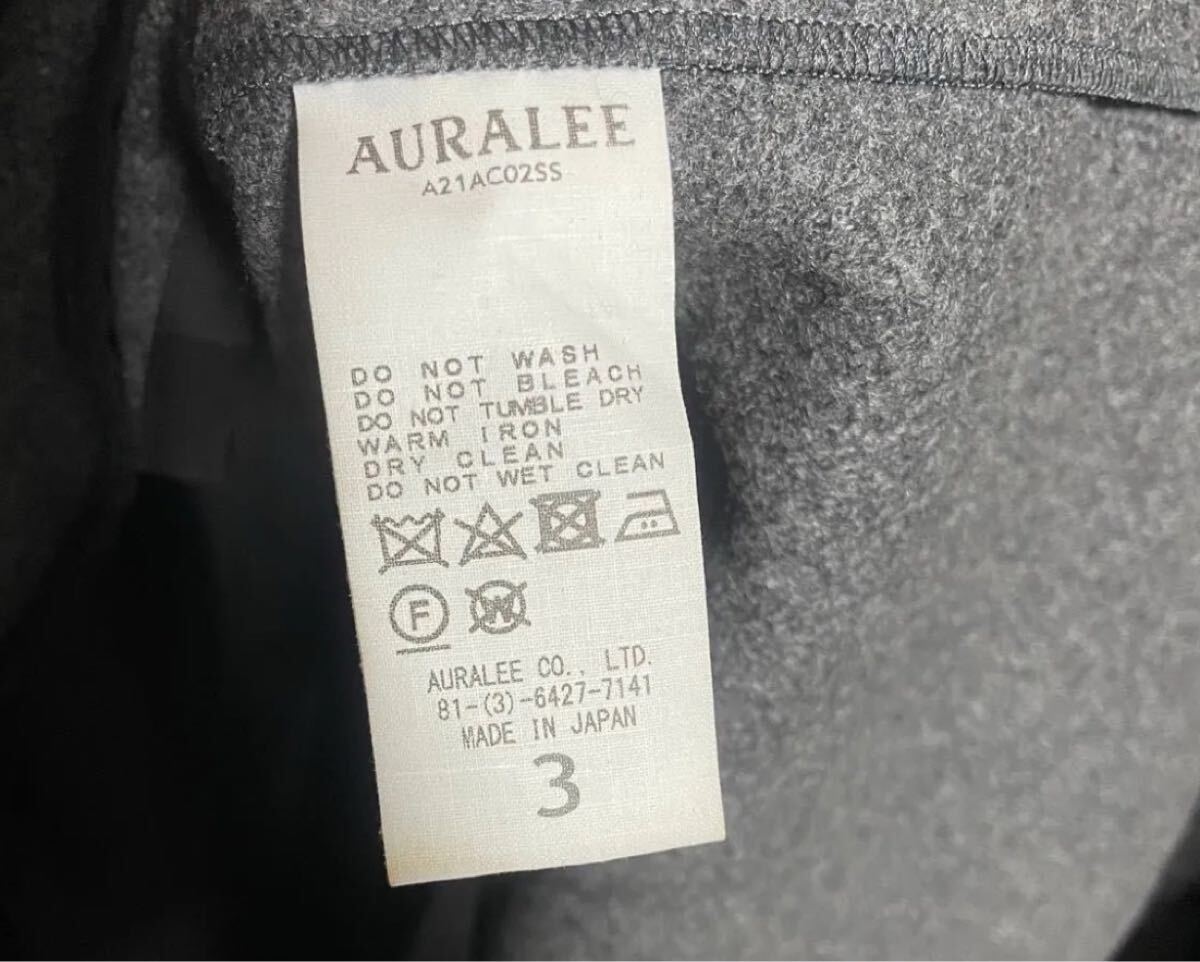 AURALEE
A21AC02SS
DO NOT WASH
DO NOT BLEACH
DO NOT TUMBLE DRY
WARM IRON
DRY CLEAN
DO NOT WET CLEAN
F W
AURALEE CO., LTD.
81-(3)-6427-7141
MADE IN JAPAN
3